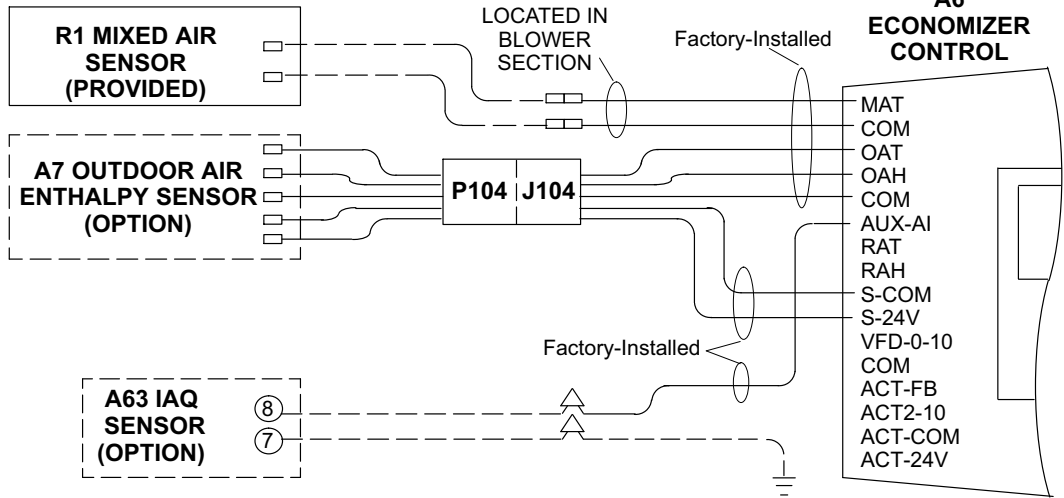 R1 MIXED AIR
SENSOR
(PROVIDED)
LOCATED IN
BLOWER
SECTION
Factory-Installed
A6
ECONOMIZER
CONTROL
A7 OUTDOOR AIR
ENTHALPY SENSOR
(OPTION)
P104
J104
MAT
COM
OAT
OAH
COM
AUX-AI
RAT
RAH
S-COM
S-24V
VFD-0-10
COM
ACT-FB
ACT2-10
ACT-COM
ACT-24V
Factory-Installed
A63 IAQ
SENSOR
(OPTION)
8
7